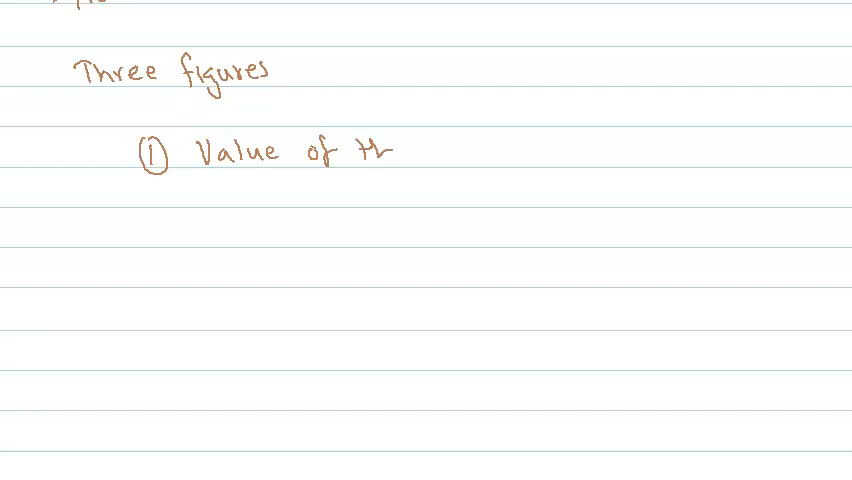 Three figures
① Value of th